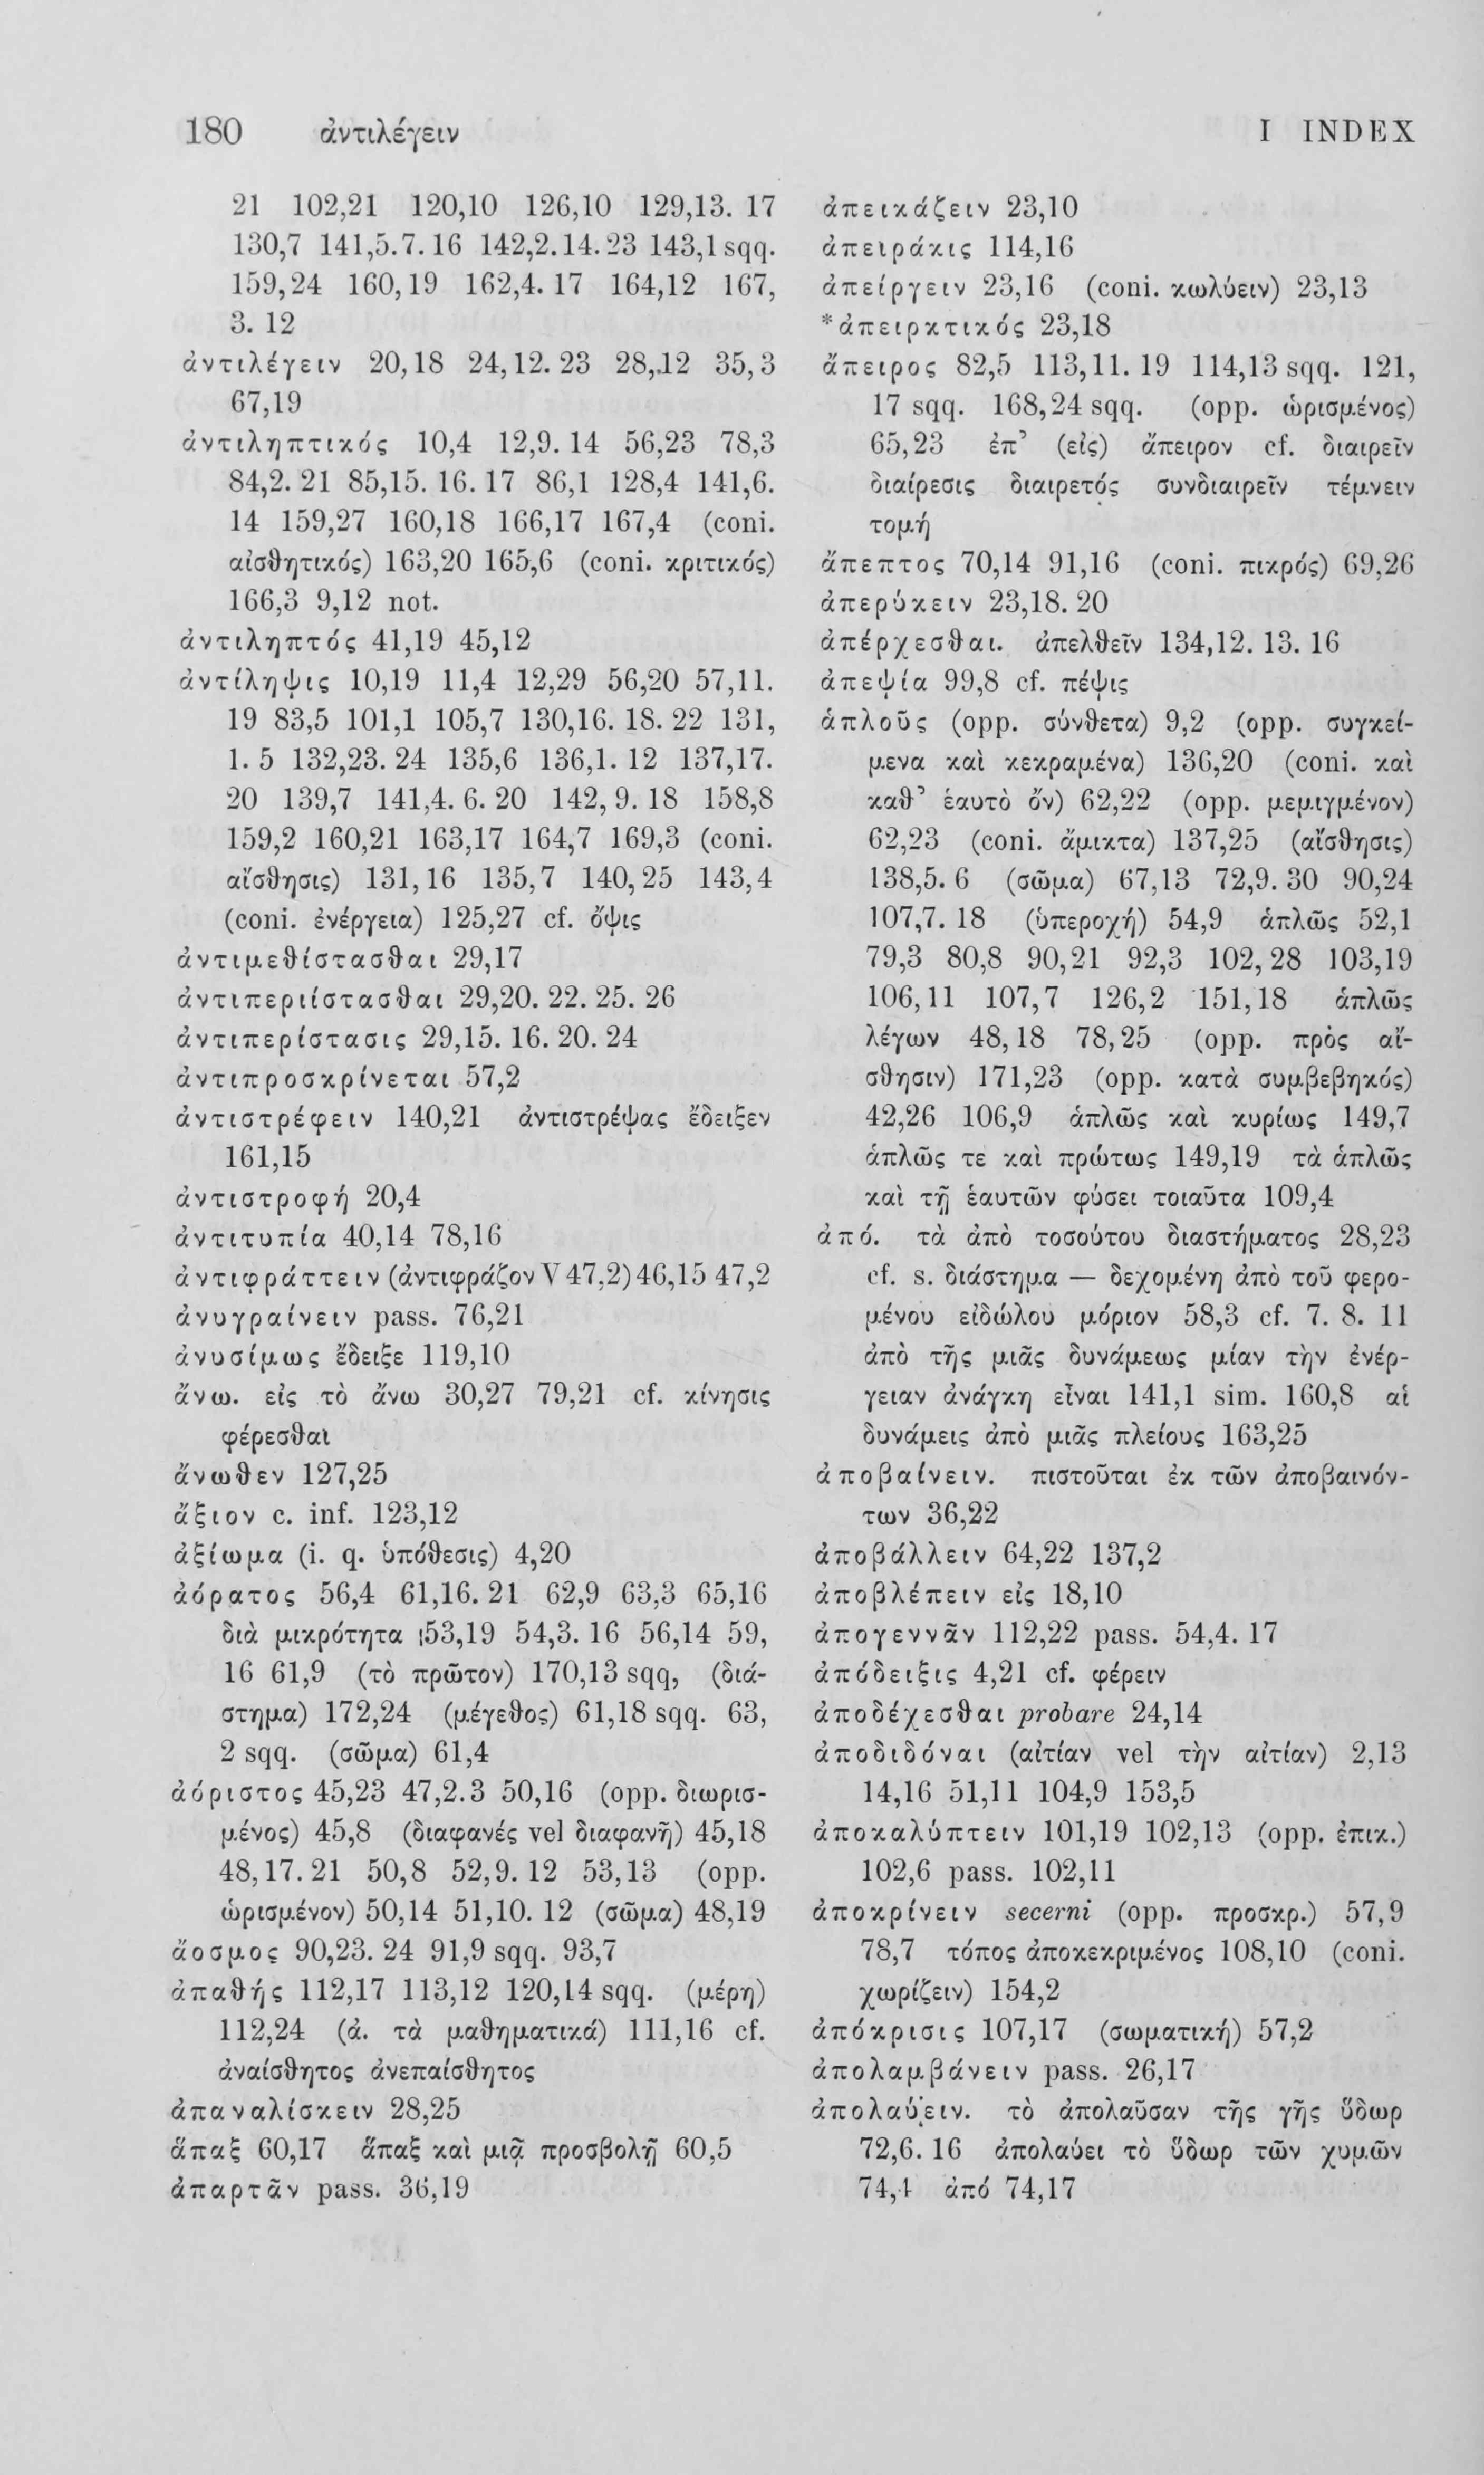 180 ἀντιλέγειν I INDEX
21 102,21 120,10 126,10 129,13. 17
130,7 141,5. 7. 16 142,2. 14. 23 143,1 sqq.
159,24 160,19 162,4. 17 164,12 167,
3. 12
ἀντιλέγειν 20,18 24,12. 23 28,12 35,3
67,19
ἀντιληπτικός 10,4 12,9. 14 56,23 78,3
84,2. 21 85,15. 16. 17 86,1 128,4 141,6.
14 159,27 160,18 166,17 167,4 (coni.
αἰσθητικός) 163,20 165,6 (coni. κριτικός)
166,3 9,12 not.
ἀντιληπτός 41,19 45,12
ἀντίληψις 10,19 11,4 12,29 56,20 57,11.
19 83,5 101,1 105,7 130,16. 18. 22 131,
1. 5 132,23. 24 135,6 136,1. 12 137,17.
20 139,7 141,4. 6. 20 142,9. 18 158,8
159,2 160,21 163,17 164,7 169,3 (coni.
αἴσθησις) 131,16 135,7 140,25 143,4
(coni. ἐνέργεια) 125,27 cf. ὄψις
ἀντιμεθίστασθαι 29,17
ἀντιπεριίστασθαι 29,20. 22. 25. 26
ἀντιπερίστασις 29,15. 16. 20. 24
ἀντιπροσκρίνεται 57,2
ἀντιστρέφειν 140,21 ἀντιστρέψας ἔδειξεν
161,15
ἀντιστροφή 20,4
ἀντιτυπία 40,14 78,16
ἀντιφράττειν (ἀντιφράζον V 47,2) 46,15 47,2
ἀνυγραίνειν pass. 76,21
ἀνυσίμως ἔδειξε 119,10
ἄνω. εἰς τὸ ἄνω 30,27 79,21 cf. κίνησις
φέρεσθαι
ἄνωθεν 127,25
ἄξιον c. inf. 123,12
ἀξίωμα (i. q. ὑπόθεσις) 4,20
ἀόρατος 56,4 61,16. 21 62,9 63,3 65,16
διὰ μικρότητα 53,19 54,3. 16 56,14 59,
16 61,9 (τὸ πρῶτον) 170,13 sqq, (διά-
στημα) 172,24 (μέγεθος) 61,18 sqq. 63,
2 sqq. (σῶμα) 61,4
ἀόριστος 45,23 47,2. 3 50,16 (opp. διωρισ-
μένος) 45,8 (διαφανές vel διαφανῆ) 45,18
48,17. 21 50,8 52,9. 12 53,13 (opp.
ὡρισμένον) 50,14 51,10. 12 (σῶμα) 48,19
ἄοσμος 90,23. 24 91,9 sqq. 93,7
ἀπαθής 112,17 113,12 120,14 sqq. (μέρη)
112,24 (ἀ. τὰ μαθηματικά) 111,16 cf.
ἀναίσθητος ἀνεπαίσθητος
ἀπαναλίσκειν 28,25
ἅπαξ 60,17 ἅπαξ καὶ μιᾷ προσβολῇ 60,5
ἀπαρτᾶν pass. 36,19
ἀπεικάζειν 23,10
ἀπειράκις 114,16
ἀπείργειν 23,16 (coni. κωλύειν) 23,13
*ἀπειρκτικός 23,18
ἄπειρος 82,5 113,11. 19 114,13 sqq. 121,
17 sqq. 168,24 sqq. (opp. ὡρισμένος)
65,23 ἐπ’ (εἰς) ἄπειρον cf. διαιρεῖν
διαίρεσις διαιρετός συνδιαιρεῖν τέμνειν
τομή
ἄπεπτος 70,14 91,16 (coni. πικρός) 69,26
ἀπερύκειν 23,18. 20
ἀπέρχεσθαι. ἀπελθεῖν 134,12. 13. 16
ἀπεψία 99,8 cf. πέψις
ἁπλοῦς (opp. σύνθετα) 9,2 (opp. συγκεί-
μενα καὶ κεκραμένα) 136,20 (coni. καὶ
καθ’ ἑαυτὸ ὄν) 62,22 (opp. μεμιγμένον)
62,23 (coni. ἄμικτα) 137,25 (αἴσθησις)
138,5. 6 (σῶμα) 67,13 72,9. 30 90,24
107,7. 18 (ὑπεροχή) 54,9 ἁπλῶς 52,1
79,3 80,8 90,21 92,3 102,28 103,19
106,11 107,7 126,2 151,18 ἁπλῶς
λέγων 48,18 78,25 (opp. πρὸς αἴ-
σθησιν) 171,23 (opp. κατὰ συμβεβηκός)
42,26 106,9 ἁπλῶς καὶ κυρίως 149,7
ἁπλῶς τε καὶ πρώτως 149,19 τὰ ἁπλῶς
καὶ τῇ ἑαυτῶν φύσει τοιαῦτα 109,4
ἀπό. τὰ ἀπὸ τοσούτου διαστήματος 28,23
cf. s. διάστημα — δεχομένη ἀπὸ τοῦ φερο-
μένου εἰδώλου μόριον 58,3 cf. 7. 8. 11
ἀπὸ τῆς μιᾶς δυνάμεως μίαν τὴν ἐνέρ-
γειαν ἀνάγκη εἶναι 141,1 sim. 160,8 αἱ
δυνάμεις ἀπὸ μιᾶς πλείους 163,25
ἀποβαίνειν. πιστοῦται ἐκ τῶν ἀποβαινόν-
των 36,22
ἀποβάλλειν 64,22 137,2
ἀποβλέπειν εἰς 18,10
ἀπογεννᾶν 112,22 pass. 54,4. 17
ἀπόδειξις 4,21 cf. φέρειν
ἀποδέχεσθαι probare 24,14
ἀποδιδόναι (αἰτίαν vel τὴν αἰτίαν) 2,13
14,16 51,11 104,9 153,5
ἀποκαλύπτειν 101,19 102,13 (opp. ἐπικ.)
102,6 pass. 102,11
ἀποκρίνειν secerni (opp. προσκρ.) 57,9
78,7 τόπος ἀποκεκριμένος 108,10 (coni.
χωρίζειν) 154,2
ἀπόκρισις 107,17 (σωματική) 57,2
ἀπολαμβάνειν pass. 26,17
ἀπολαύειν. τὸ ἀπολαῦσαν τῆς γῆς ὕδωρ
72,6. 16 ἀπολαύει τὸ ὕδωρ τῶν χυμῶν
74,4 ἀπό 74,17